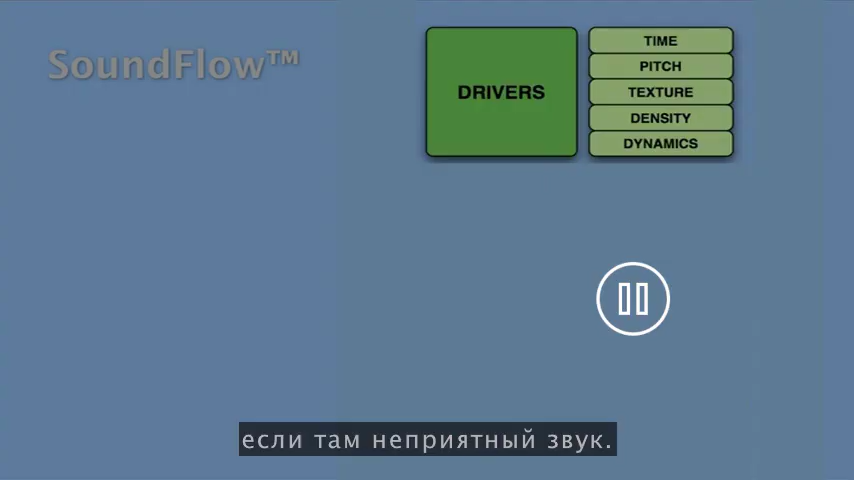 SoundFlow™
DRIVERS
TIME
PITCH
TEXTURE
DENSITY
DYNAMICS
если там неприятный звук.